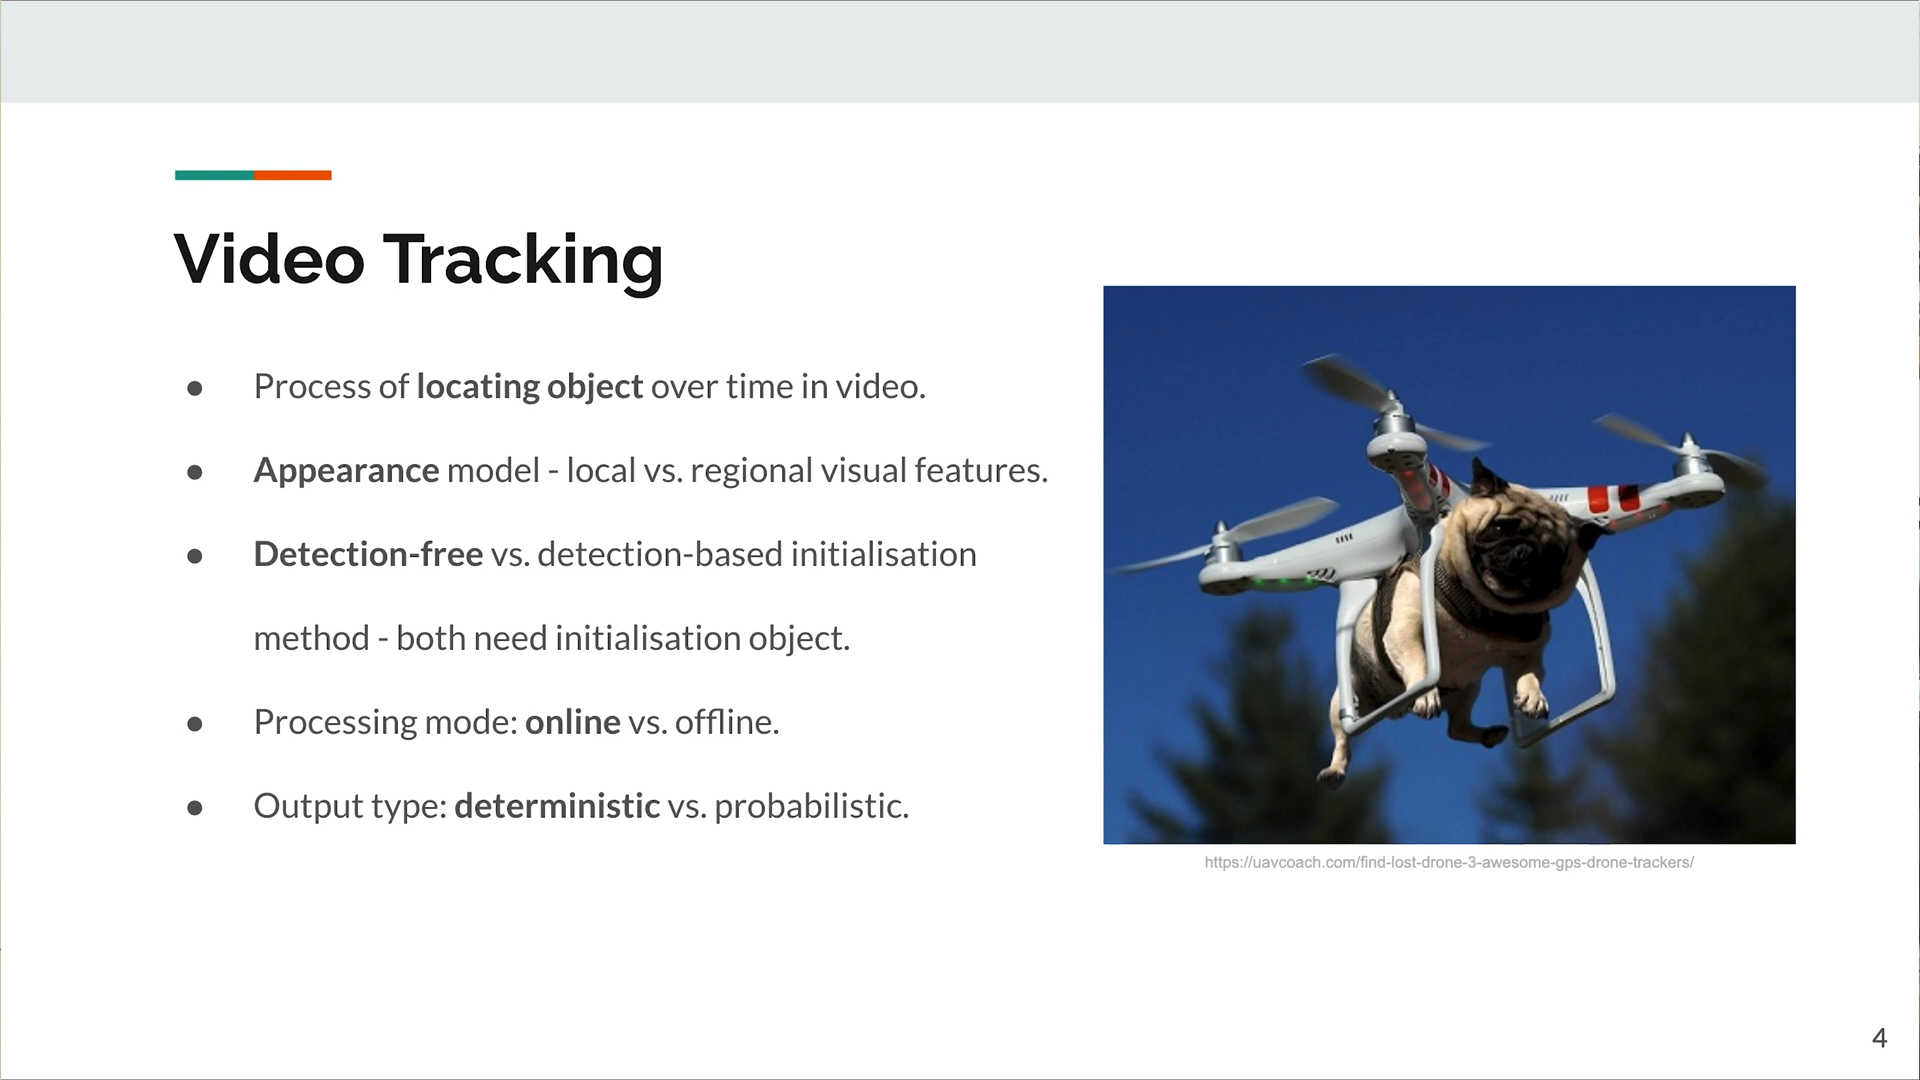 Video Tracking
● Process of locating object over time in video.
● Appearance model - local vs. regional visual features.
● Detection-free vs. detection-based initialisation
method - both need initialisation object.
● Processing mode: online vs. offline.
● Output type: deterministic vs. probabilistic.
https://uavcoach.com/find-lost-drone-3-awesome-gps-drone-trackers/
4